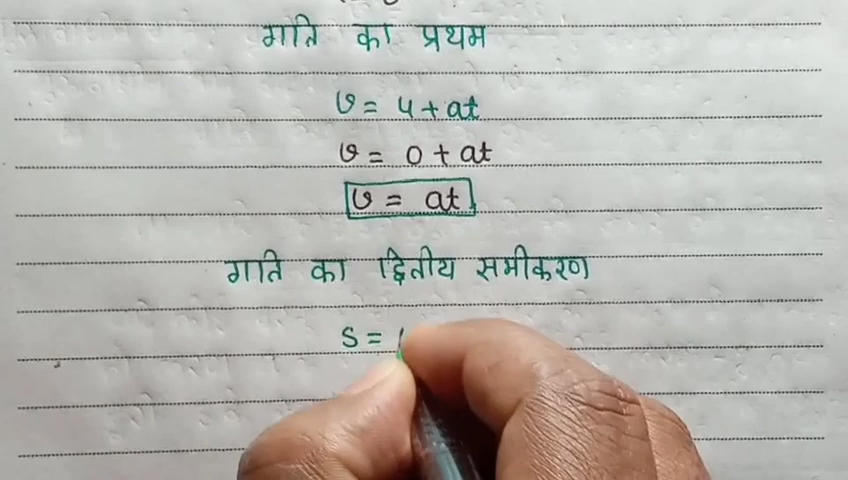 गति का प्रथम
v = u + at
v = 0 + at
v = at
गति का द्वितीय समीकरण
S =